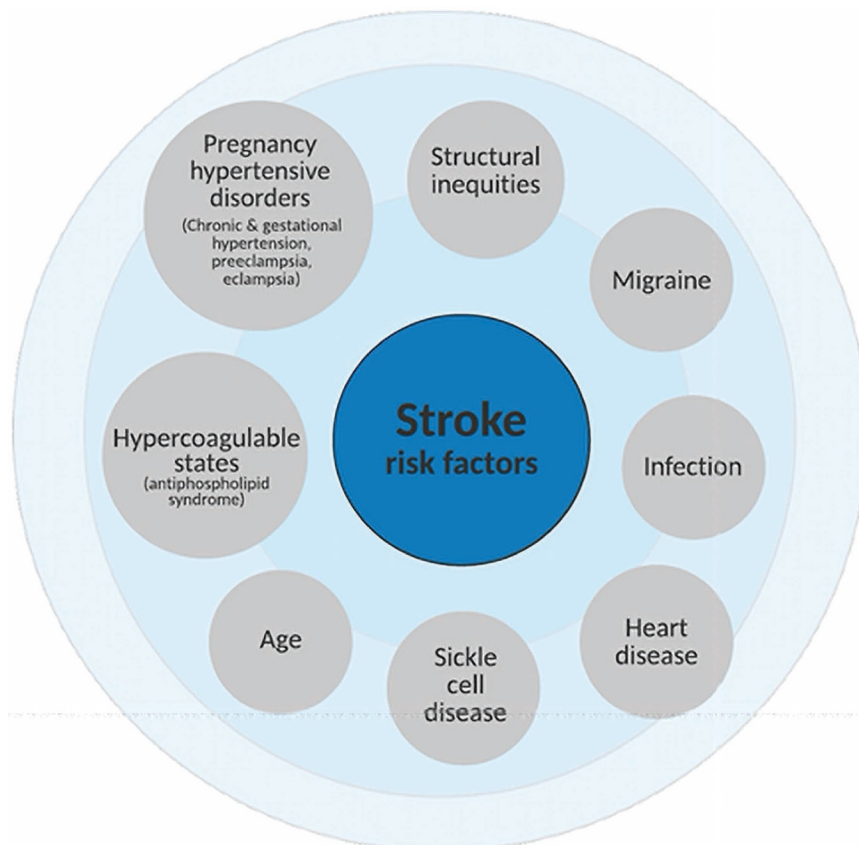 Pregnancy
hypertensive
disorders
(Chronic & gestational
hypertension,
preeclampsia,
eclampsia)
Structural
inequities
Migraine
Stroke
risk factors
Hypercoagulable
states
(antiphospholipid
syndrome)
Infection
Age
Sickle
cell
disease
Heart
disease